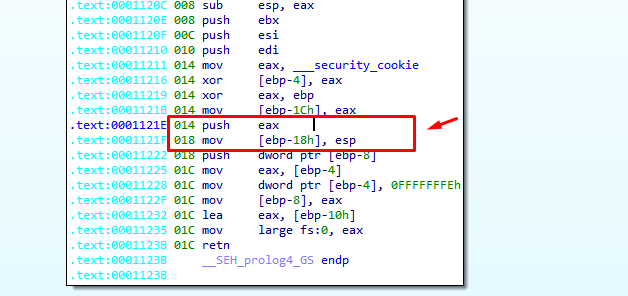 .text:0001120C 008 sub esp, eax
.text:0001120E 008 push ebx
.text:0001120F 00C push esi
.text:00011210 010 push edi
.text:00011211 014 mov eax, ___security_cookie
.text:00011216 014 xor [ebp-4], eax
.text:00011219 014 xor eax, ebp
.text:0001121B 014 mov [ebp-1Ch], eax
.text:0001121E 014 push eax
.text:0001121F 018 mov [ebp-18h], esp
.text:00011222 018 push dword ptr [ebp-8]
.text:00011225 01C mov eax, [ebp-4]
.text:00011228 01C mov dword ptr [ebp-4], 0FFFFFFFEh
.text:0001122F 01C mov [ebp-8], eax
.text:00011232 01C lea eax, [ebp-10h]
.text:00011235 01C mov large fs:0, eax
.text:0001123B 01C retn
.text:0001123B __SEH_prolog4_GS endp
.text:0001123B